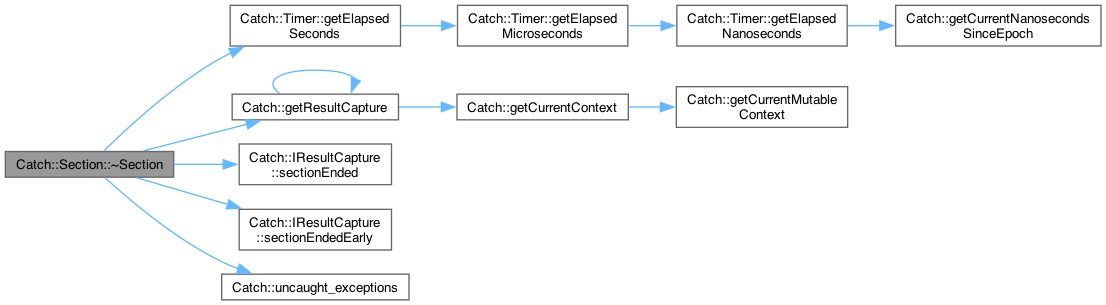 Catch::Section::~Section
Catch::Timer::getElapsed
Seconds
Catch::Timer::getElapsed
Microseconds
Catch::Timer::getElapsed
Nanoseconds
Catch::getCurrentNanoseconds
SinceEpoch
Catch::getResultCapture
Catch::getCurrentContext
Catch::getCurrentMutable
Context
Catch::IResultCapture
::sectionEnded
Catch::IResultCapture
::sectionEndedEarly
Catch::uncaught_exceptions